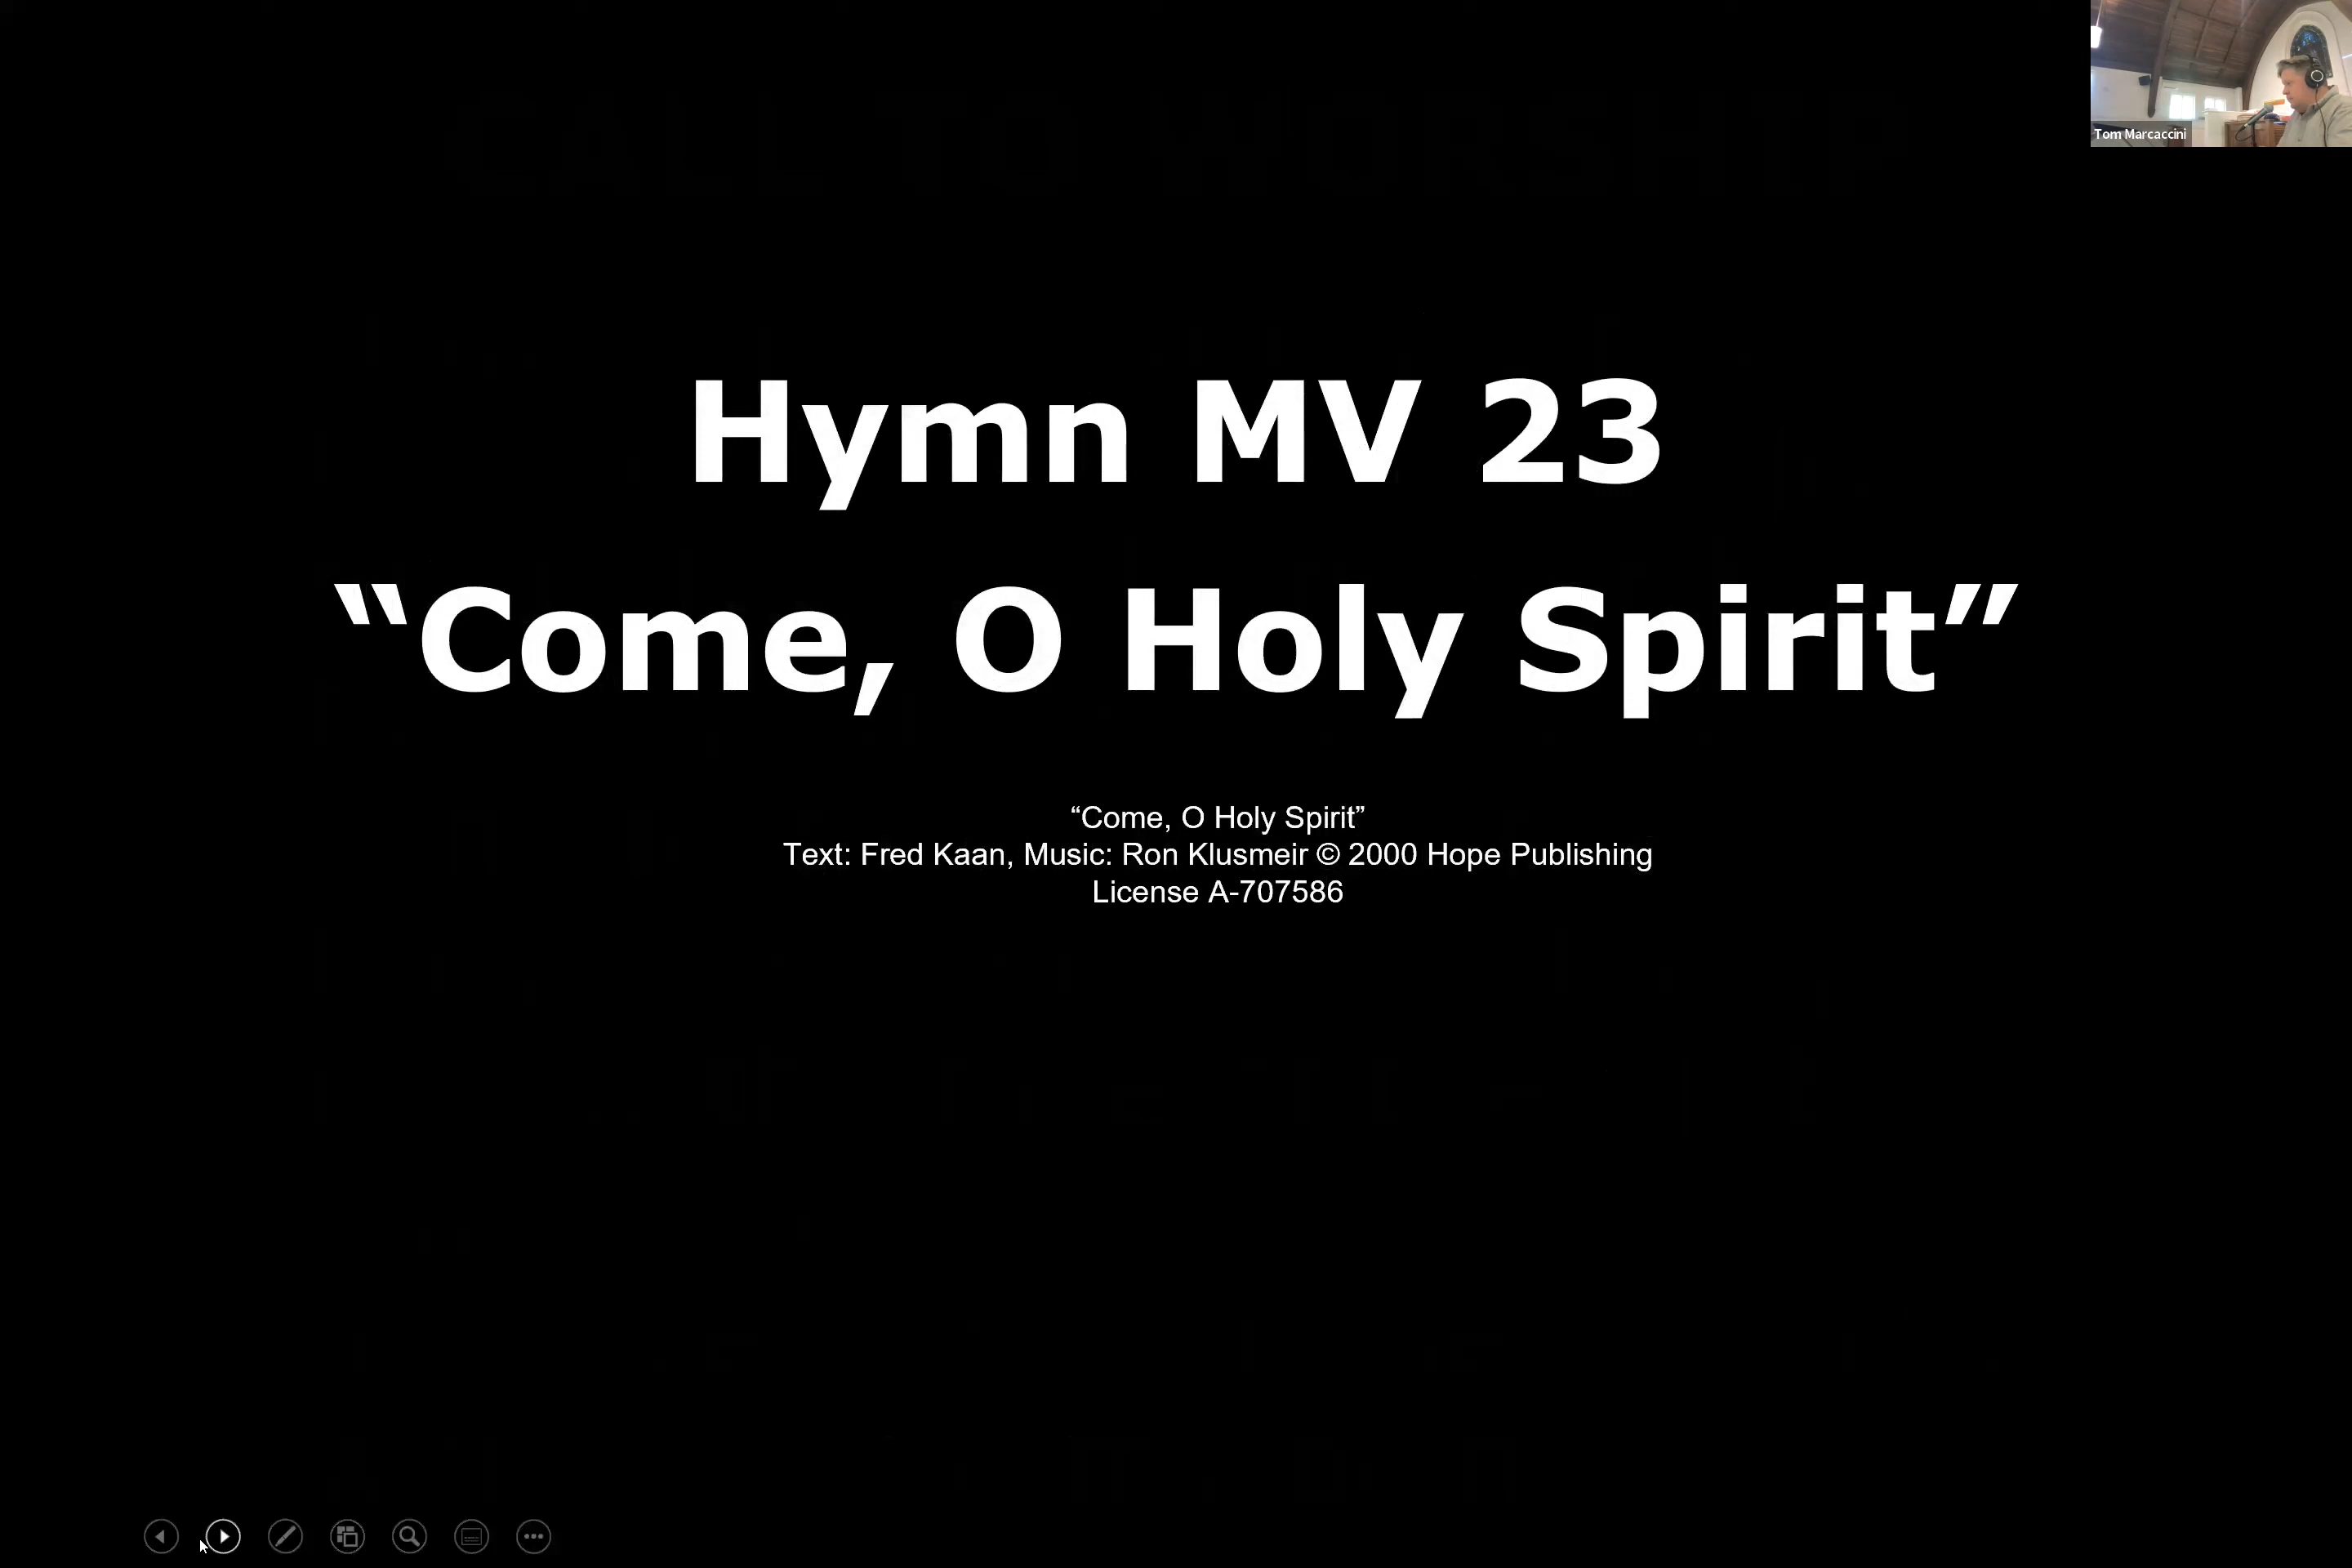 Tom Marcaccini
Hymn MV 23
“Come, O Holy Spirit”
“Come, O Holy Spirit”
Text: Fred Kaan, Music: Ron Klusmeir © 2000 Hope Publishing
License A-707586